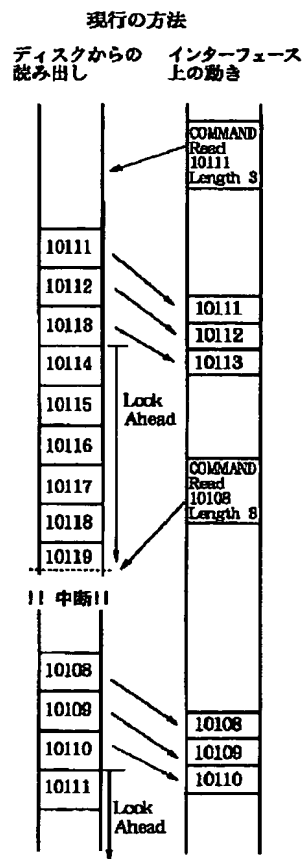 現行の方法
ディスクからの
読み出し
インターフェース
上の動き
COMMAND
Read
10111
Length 3
10111
10112
10113
10114
10115
10116
10117
10118
10119
Look
Ahead
10111
10112
10113
COMMAND
Read
10108
Length 3
中断
10108
10109
10110
10111
Look
Ahead
10108
10109
10110